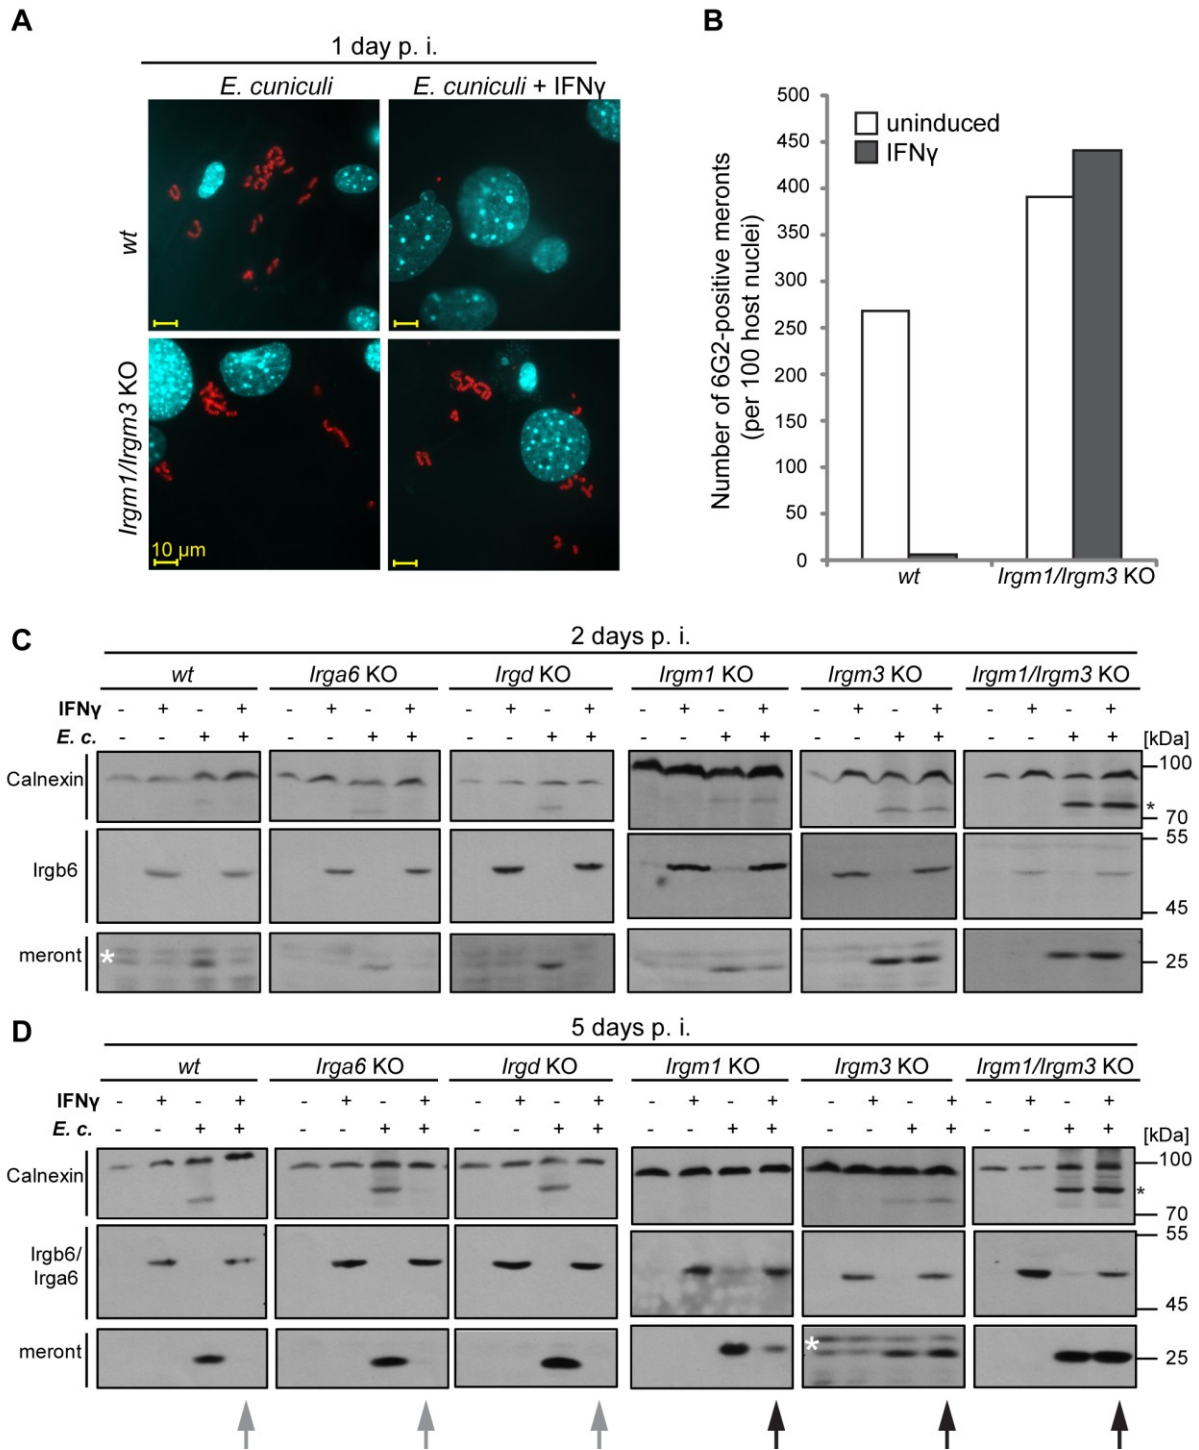 A
1 day p. i.
E. cuniculi
E. cuniculi + IFNγ
wt
Irgm1/Irgm3 KO
10 µm
B
Number of 6G2-positive meronts
(per 100 host nuclei)
500
450
400
350
300
250
200
150
100
50
0
uninduced
IFNγ
wt
Irgm1/Irgm3 KO
C
2 days p. i.
wt Irga6 KO Irgd KO Irgm1 KO Irgm3 KO Irgm1/Irgm3 KO
IFNγ - + - + - + - + - + - + - + - + - + - + - + - +
E. c. - - + + - - + + - - + + - - + + - - + + - - + + [kDa]
Calnexin
100
* 70
Irgb6
55
45
meront * 25
D
5 days p. i.
wt Irga6 KO Irgd KO Irgm1 KO Irgm3 KO Irgm1/Irgm3 KO
IFNγ - + - + - + - + - + - + - + - + - + - + - + - +
E. c. - - + + - - + + - - + + - - + + - - + + - - + + [kDa]
Calnexin
100
* 70
Irgb6/
Irga6
55
45
meront * 25